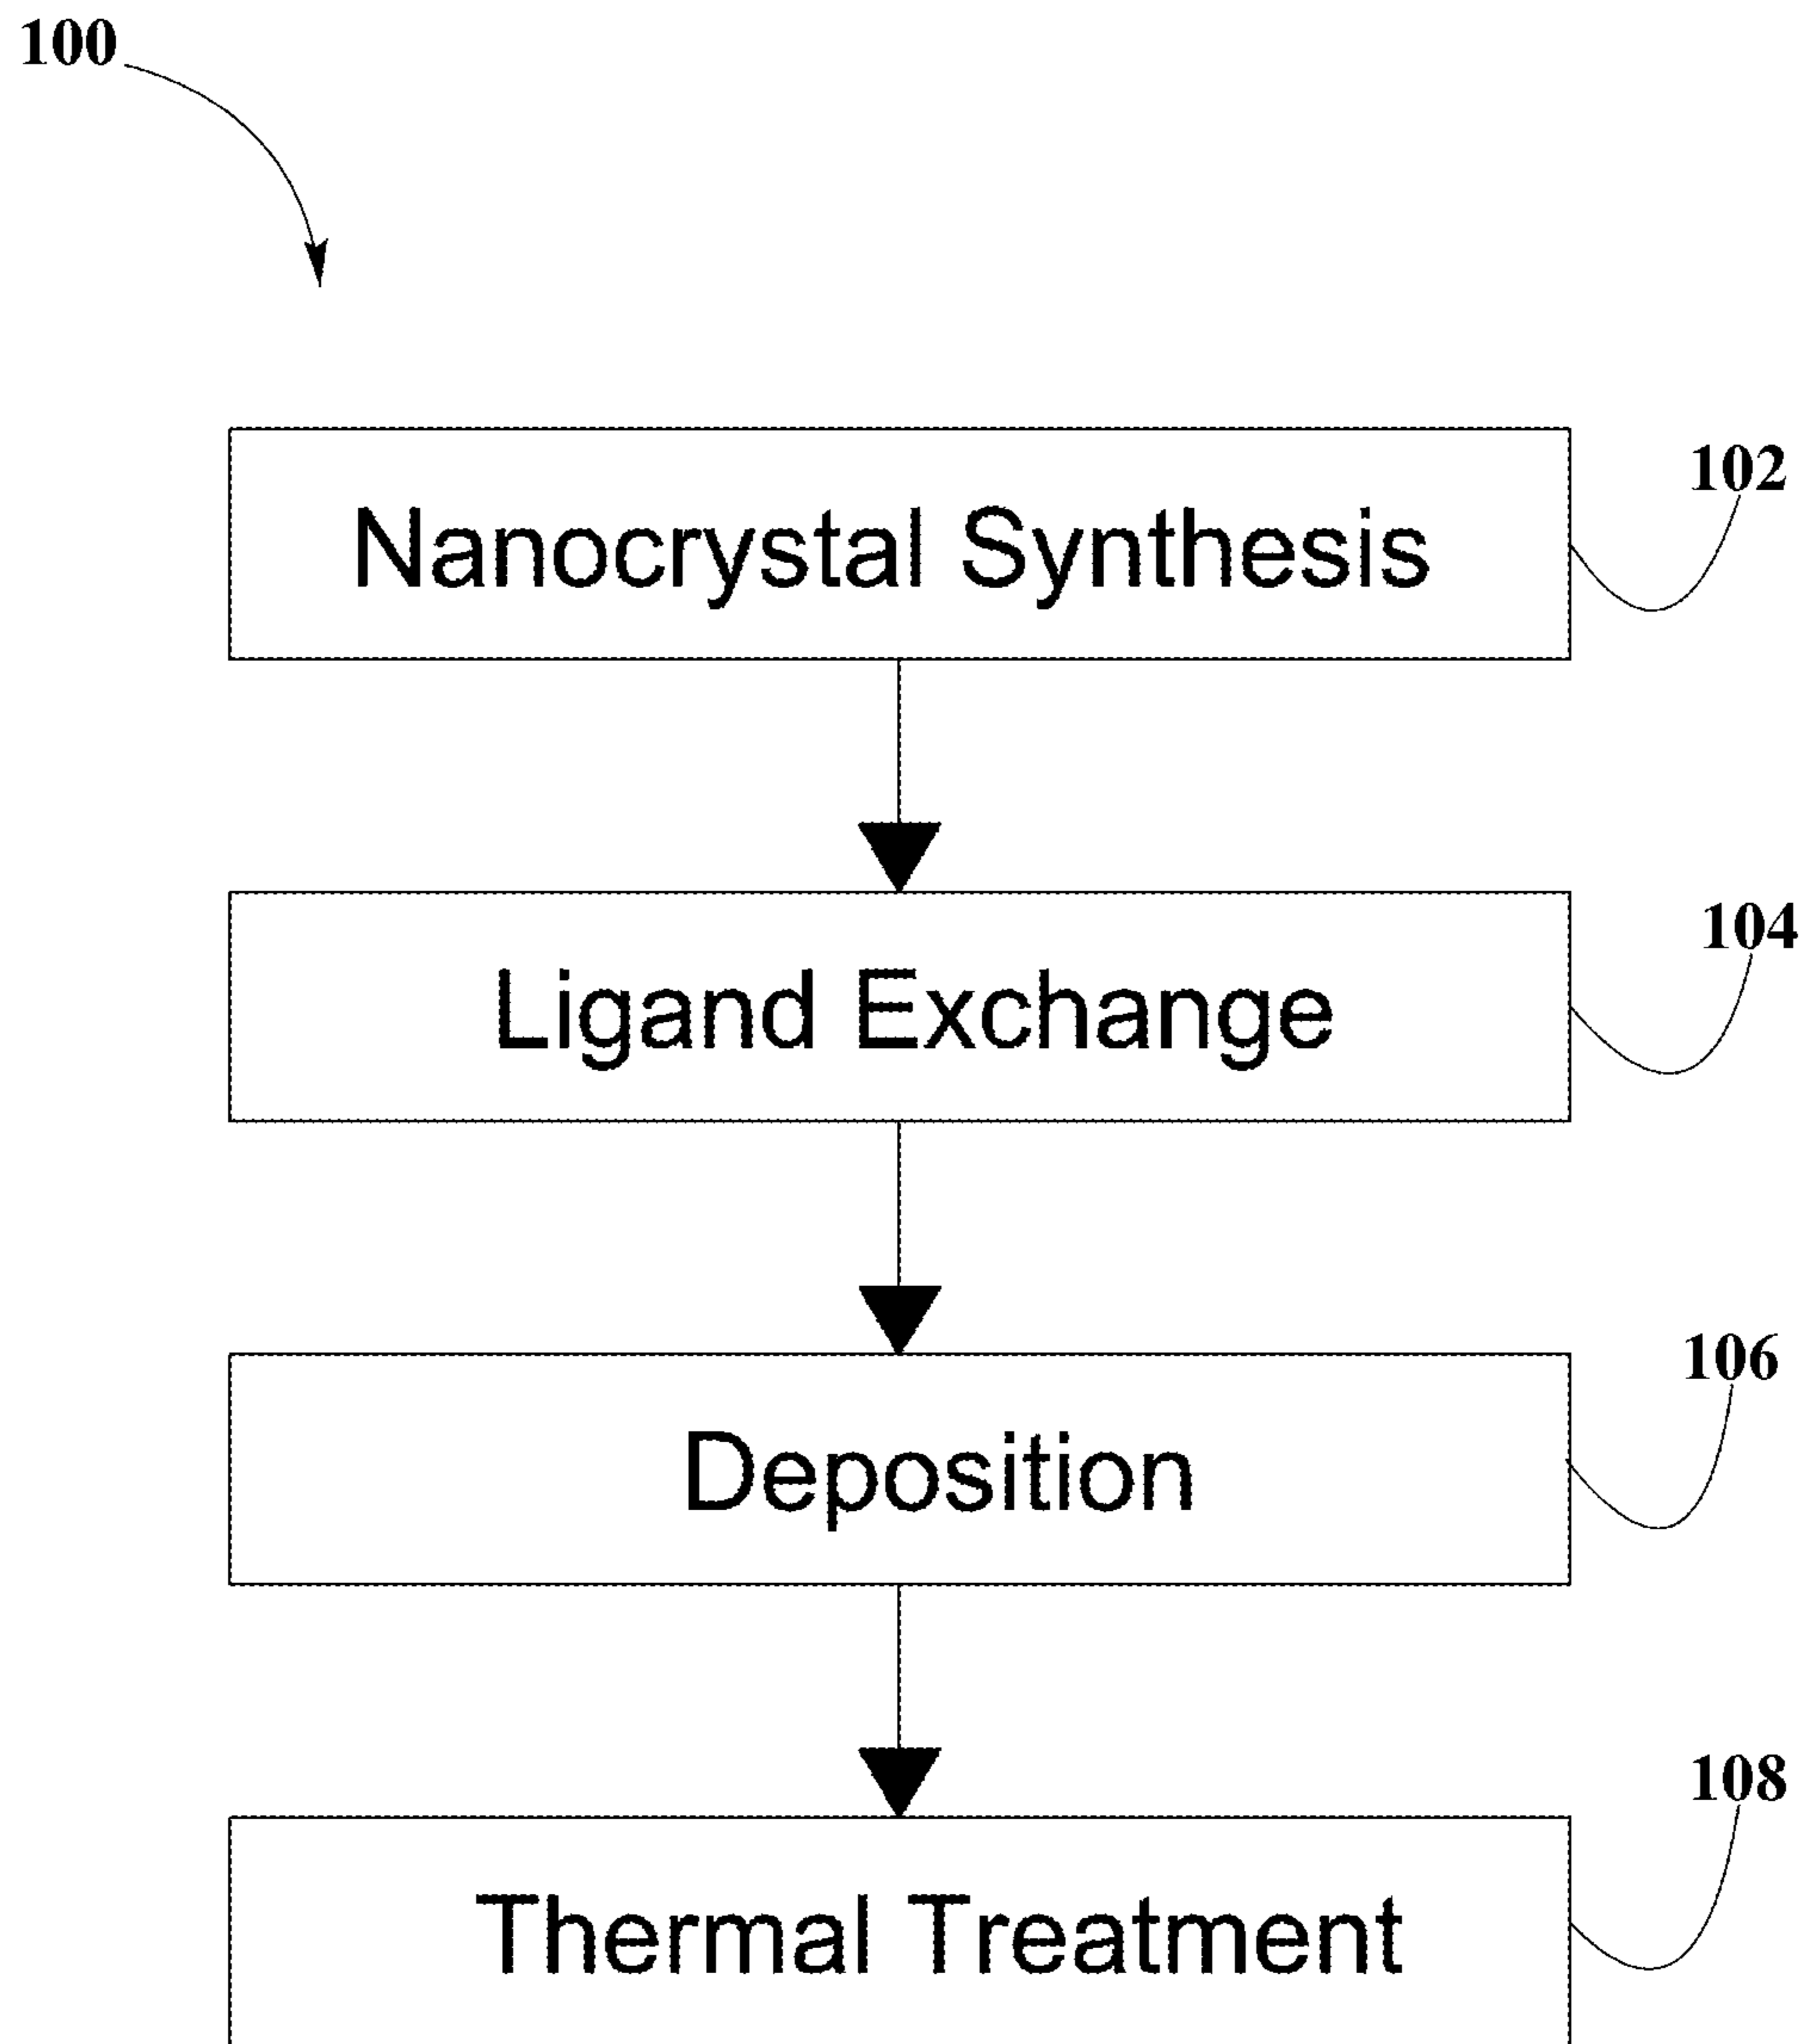 100
102
Nanocrystal Synthesis
104
Ligand Exchange
106
Deposition
108
Thermal Treatment